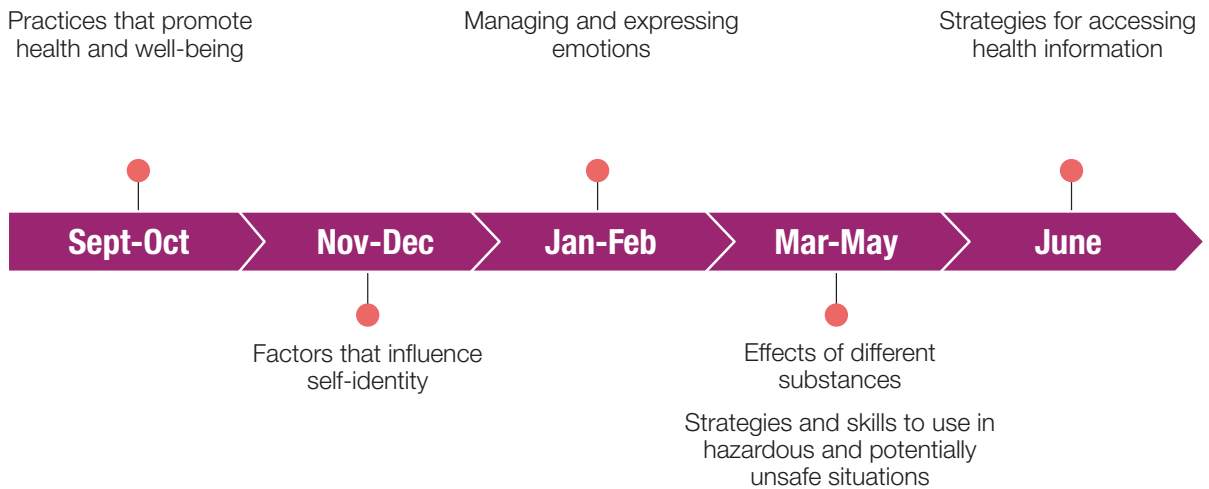 Practices that promote
health and well-being
Managing and expressing
emotions
Strategies for accessing
health information
Sept-Oct
Nov-Dec
Jan-Feb
Mar-May
June
Factors that influence
self-identity
Effects of different
substances
Strategies and skills to use in
hazardous and potentially
unsafe situations